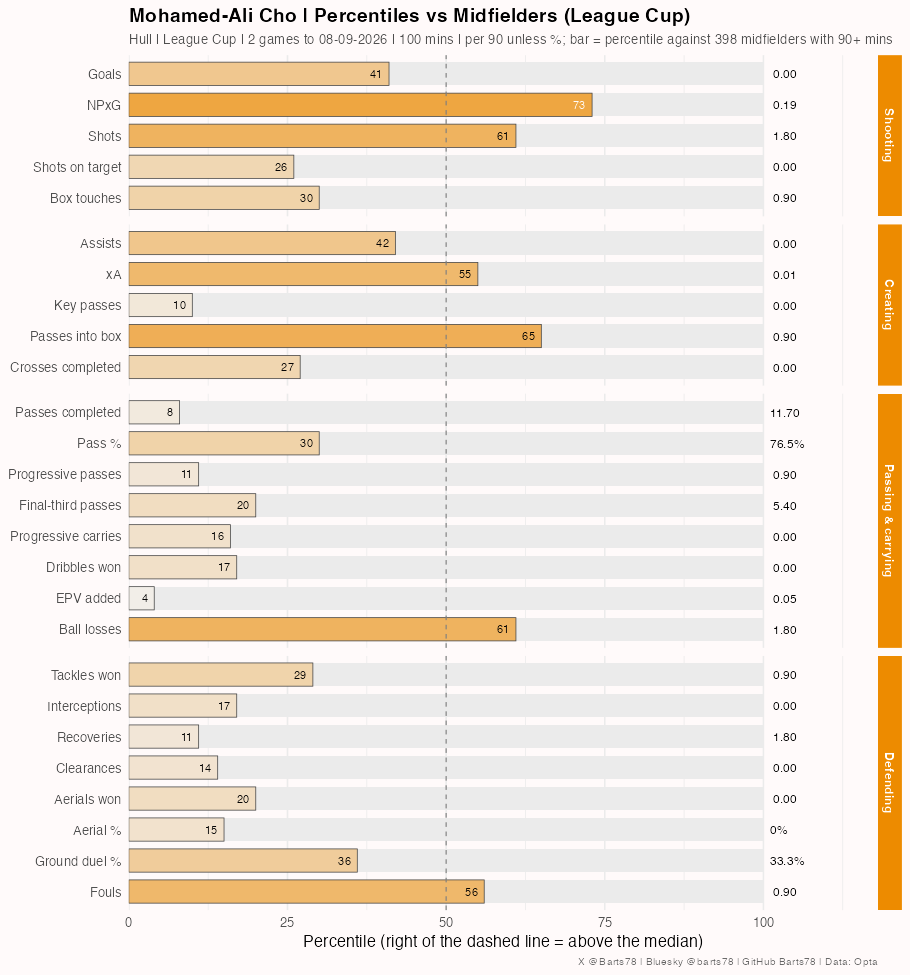 Mohamed-Ali Cho | Percentiles vs Midfielders (League Cup)
Hull | League Cup | 2 games to 08-09-2026 | 100 mins | per 90 unless %; bar = percentile against 398 midfielders with 90+ mins
Goals 41 0.00
NPxG 73 0.19
Shots 61 1.80
Shots on target 26 0.00
Box touches 30 0.90
Shooting
Assists 42 0.00
xA 55 0.01
Key passes 10 0.00
Passes into box 65 0.90
Crosses completed 27 0.00
Creating
Passes completed 8 11.70
Pass % 30 76.5%
Progressive passes 11 0.90
Final-third passes 20 5.40
Progressive carries 16 0.00
Dribbles won 17 0.00
EPV added 4 0.05
Ball losses 61 1.80
Passing & carrying
Tackles won 29 0.90
Interceptions 17 0.00
Recoveries 11 1.80
Clearances 14 0.00
Aerials won 20 0.00
Aerial % 15 0%
Ground duel % 36 33.3%
Fouls 56 0.90
Defending
0 25 50 75 100
Percentile (right of the dashed line = above the median)
X @Barts78 | Bluesky @barts78 | GitHub Barts78 | Data: Opta